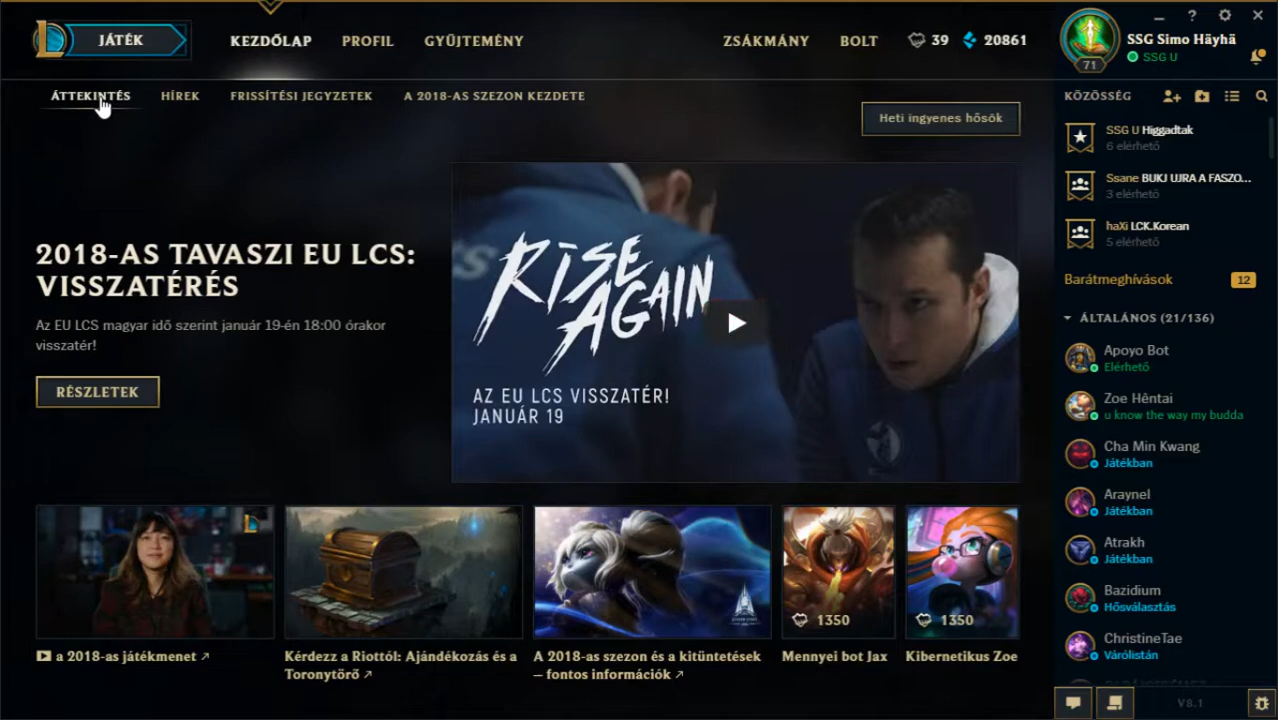 JÁTÉK
KEZDŐLAP
PROFIL
GYŰJTEMÉNY
ZSÁKMÁNY
BOLT
39
20861
71
SSG Simo Häyhä
SSG U
ÁTTEKINTÉS
HÍREK
FRISSÍTÉSI JEGYZETEK
A 2018-AS SZEZON KEZDETE
Heti ingyenes hősök
2018-AS TAVASZI EU LCS:
VISSZATÉRÉS
Az EU LCS magyar idő szerint január 19-én 18:00 órakor
visszatér!
RÉSZLETEK
RISE
AGAIN
AZ EU LCS VISSZATÉR!
JANUÁR 19
a 2018-as játékmenet
Kérdezz a Riottól: Ajándékozás és a
Toronytörő
A 2018-as szezon és a kitüntetések
– fontos információk
1350
Mennyei bot Jax
1350
Kibernetikus Zoe
KÖZÖSSÉG
SSG U Higgadtak
6 elérhető
Ssane BUKJ UJRA A FASZO...
3 elérhető
haXi LCK.Korean
5 elérhető
Barátmeghívások
12
ÁLTALÁNOS (21/136)
Apoyo Bot
Elérhető
Zoe Hêntai
u know the way my budda
Cha Min Kwang
Játékban
Araynel
Játékban
Atrakh
Játékban
Bazidium
Hősválasztás
ChristineTae
Várólistán
V8.1